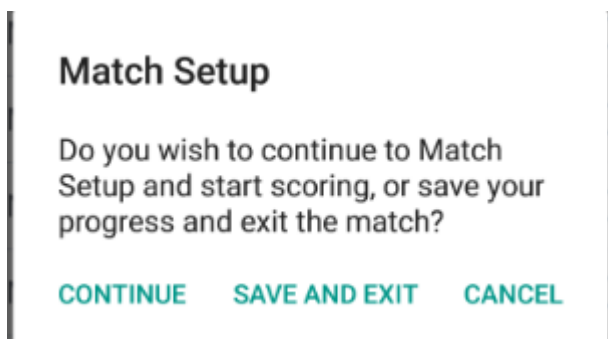 Match Setup
Do you wish to continue to Match
Setup and start scoring, or save your
progress and exit the match?
CONTINUE SAVE AND EXIT CANCEL